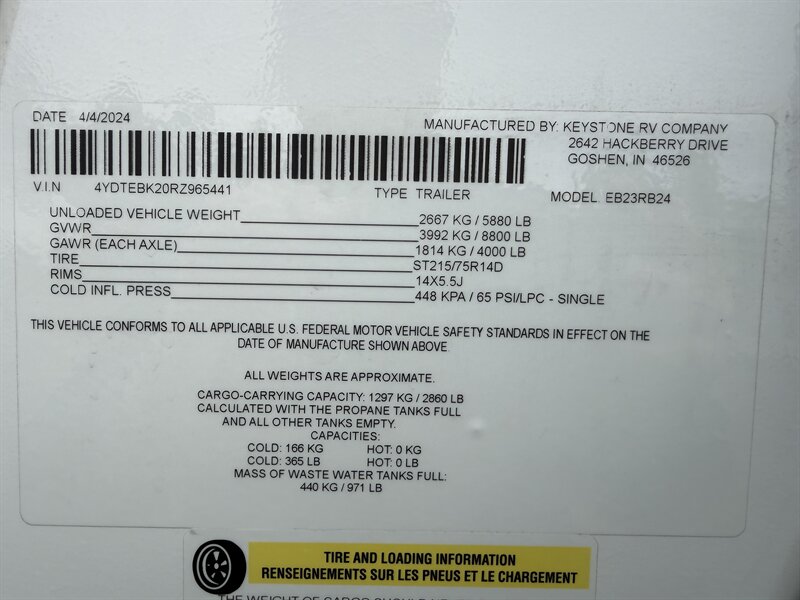 DATE 4/4/2024
MANUFACTURED BY: KEYSTONE RV COMPANY
2642 HACKBERRY DRIVE
GOSHEN, IN 46526
V.I.N 4YDTEBK20RZ965441 TYPE TRAILER MODEL EB23RB24
UNLOADED VEHICLE WEIGHT 2667 KG / 5880 LB
GVWR 3992 KG / 8800 LB
GAWR (EACH AXLE) 1814 KG / 4000 LB
TIRE ST215/75R14D
RIMS 14X5.5J
COLD INFL. PRESS 448 KPA / 65 PSI/LPC - SINGLE
THIS VEHICLE CONFORMS TO ALL APPLICABLE U.S. FEDERAL MOTOR VEHICLE SAFETY STANDARDS IN EFFECT ON THE
DATE OF MANUFACTURE SHOWN ABOVE.
ALL WEIGHTS ARE APPROXIMATE.
CARGO-CARRYING CAPACITY: 1297 KG / 2860 LB
CALCULATED WITH THE PROPANE TANKS FULL
AND ALL OTHER TANKS EMPTY.
CAPACITIES:
COLD: 166 KG HOT: 0 KG
COLD: 365 LB HOT: 0 LB
MASS OF WASTE WATER TANKS FULL:
440 KG / 971 LB
TIRE AND LOADING INFORMATION
RENSEIGNEMENTS SUR LES PNEUS ET LE CHARGEMENT
THE WEIGHT OF CARGO SHOULD